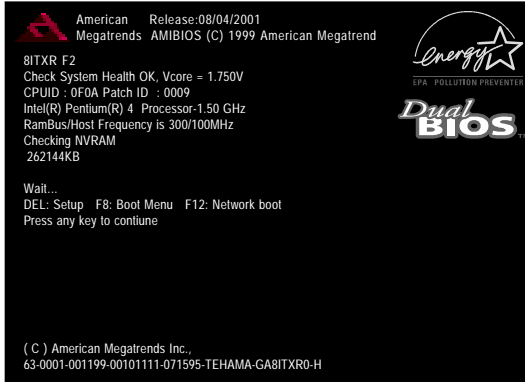 American Release:08/04/2001
Megatrends AMIBIOS (C) 1999 American Megatrend
energy
EPA POLLUTION PREVENTER
Dual
BIOS
TM
8ITXR F2
Check System Health OK, Vcore = 1.750V
CPUID : 0F0A Patch ID : 0009
Intel(R) Pentium(R) 4 Processor-1.50 GHz
RamBus/Host Frequency is 300/100MHz
Checking NVRAM
262144KB
Wait...
DEL: Setup F8: Boot Menu F12: Network boot
Press any key to contiune
( C ) American Megatrends Inc.,
63-0001-001199-00101111-071595-TEHAMA-GA8ITXR0-H